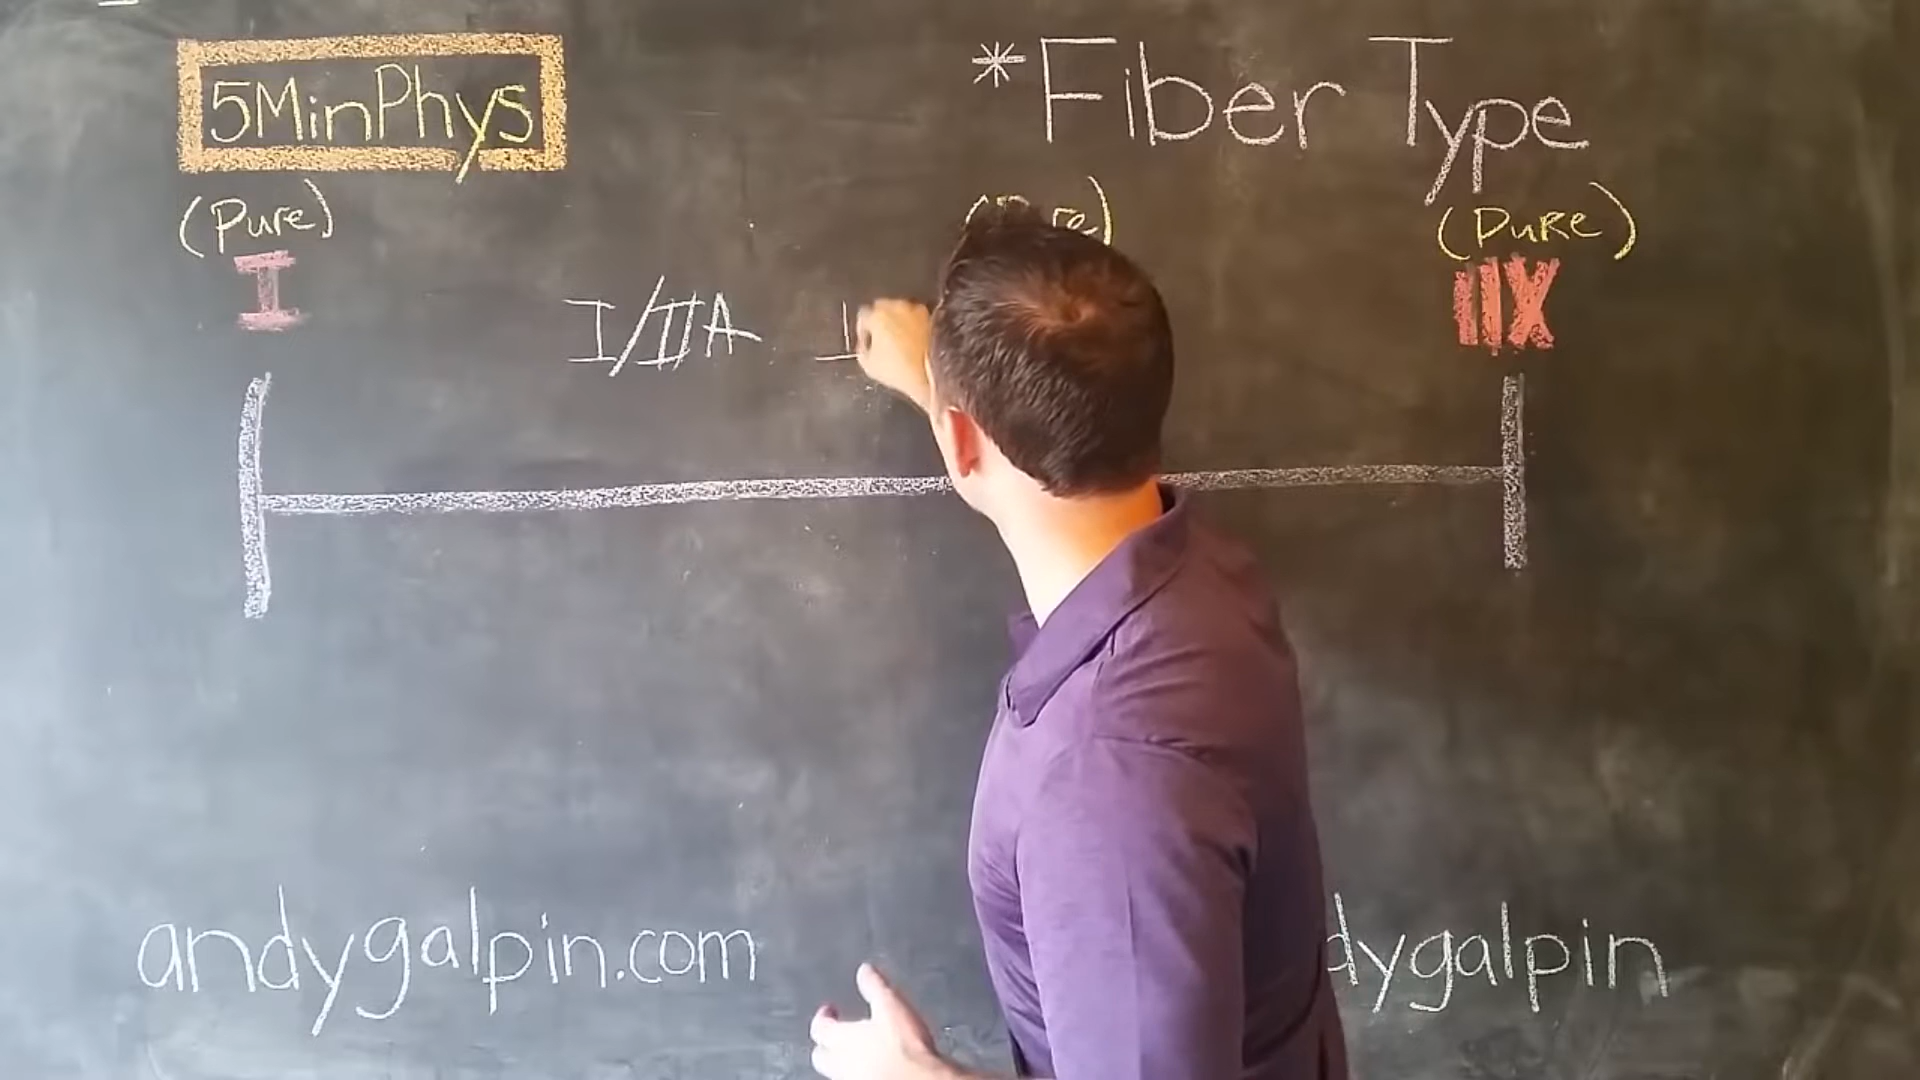 5MinPhys
*Fiber Type
(Pure)
(PuRe)
I
I/IIA
IIX
andygalpin.com
dygalpin